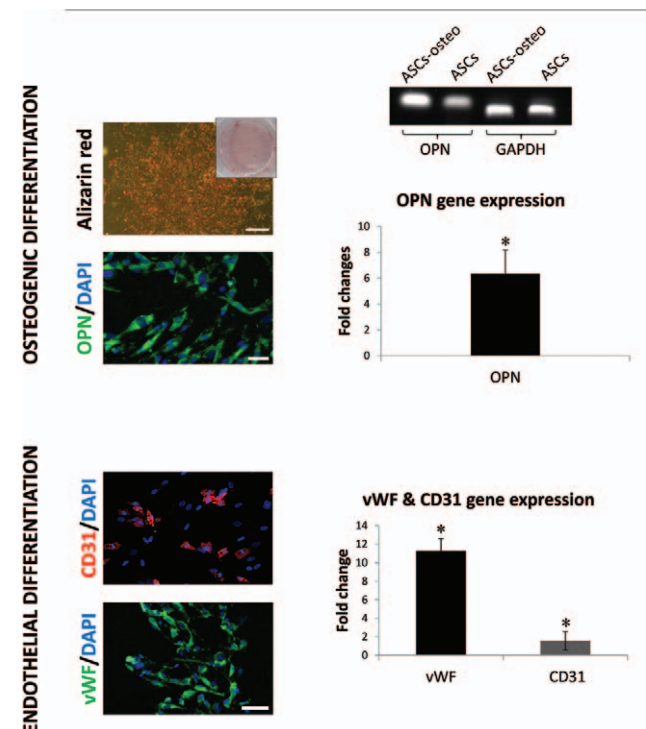 OSTEOGENIC DIFFERENTIATION
Alizarin red
OPN/DAPI
ASCs-osteo
ASCs
ASCs-osteo
ASCs
OPN
GAPDH
OPN gene expression
Fold changes
10
8
6
4
2
0
*
OPN
ENDOTHELIAL DIFFERENTIATION
CD31/DAPI
vWF/DAPI
vWF & CD31 gene expression
Fold change
14
12
10
8
6
4
2
0
*
*
vWF
CD31